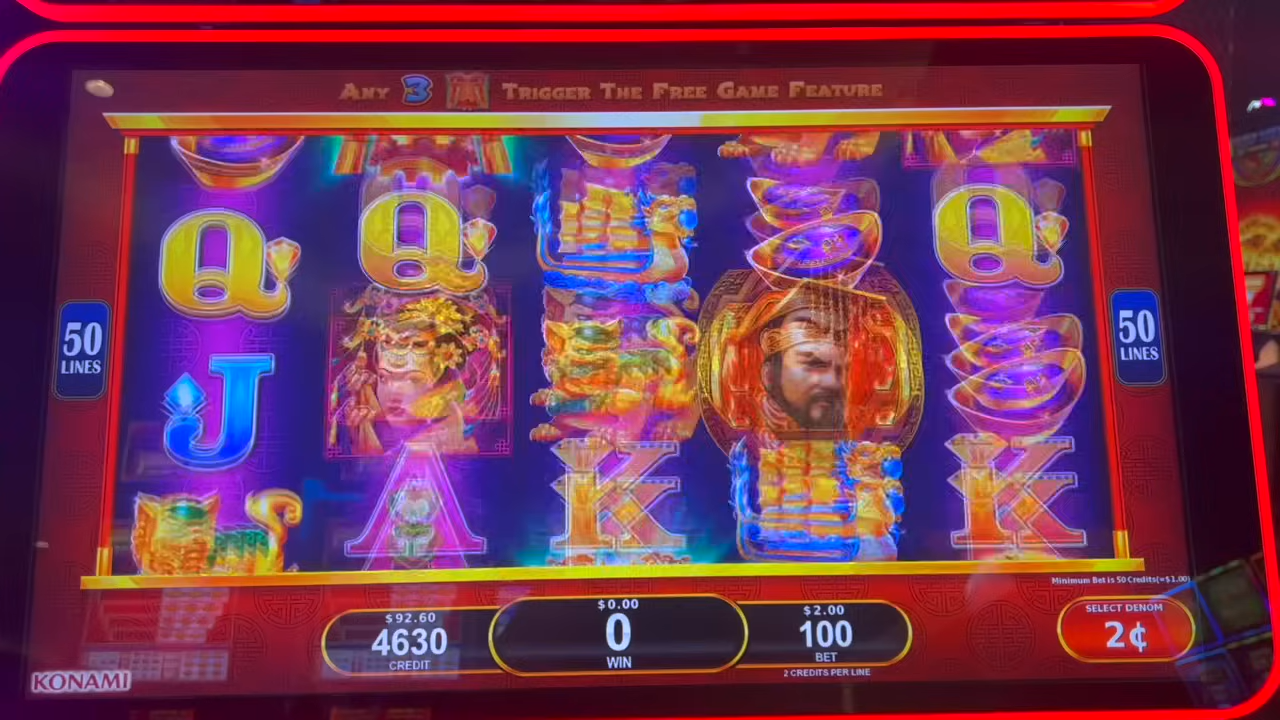 ANY 3 TRIGGER THE FREE GAME FEATURE
Q Q Q
J
A K K
50
LINES
50
LINES
Minimum Bet is 50 Credits(=$1.00)
$92.60
4630
CREDIT
$0.00
0
WIN
$2.00
100
BET
2 CREDITS PER LINE
SELECT DENOM
2¢
KONAMI